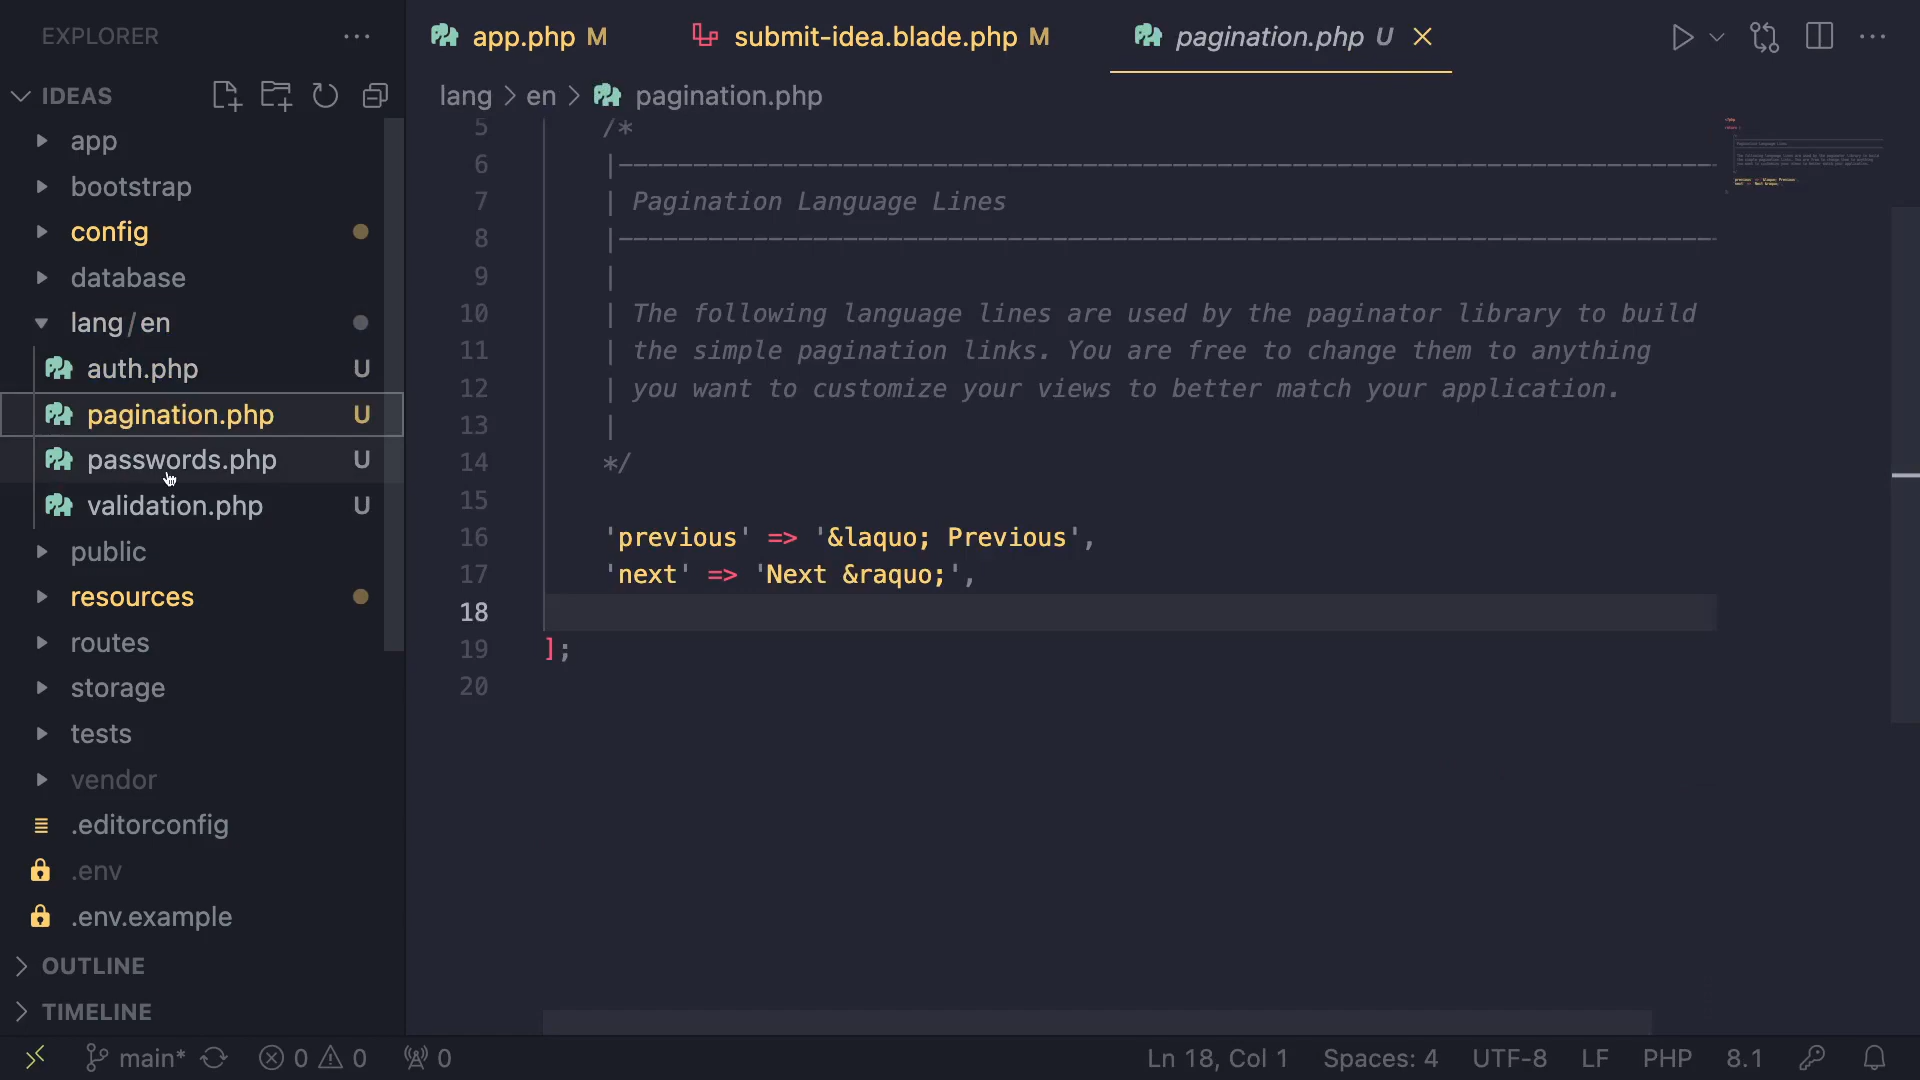 EXPLORER
IDEAS
app
bootstrap
config
database
lang/en
auth.php U
pagination.php U
passwords.php U
validation.php U
public
resources
routes
storage
tests
vendor
.editorconfig
.env
.env.example
OUTLINE
TIMELINE
app.php M
submit-idea.blade.php M
pagination.php U
lang > en > pagination.php
5 /*
6 |--------------------------------------------------------------------------
7 | Pagination Language Lines
8 |--------------------------------------------------------------------------
9 |
10 | The following language lines are used by the paginator library to build
11 | the simple pagination links. You are free to change them to anything
12 | you want to customize your views to better match your application.
13 |
14 */
15
16 'previous' => '&laquo; Previous',
17 'next' => 'Next &raquo;',
18
19 ];
20
main* 0 0 0 Ln 18, Col 1 Spaces: 4 UTF-8 LF PHP 8.1